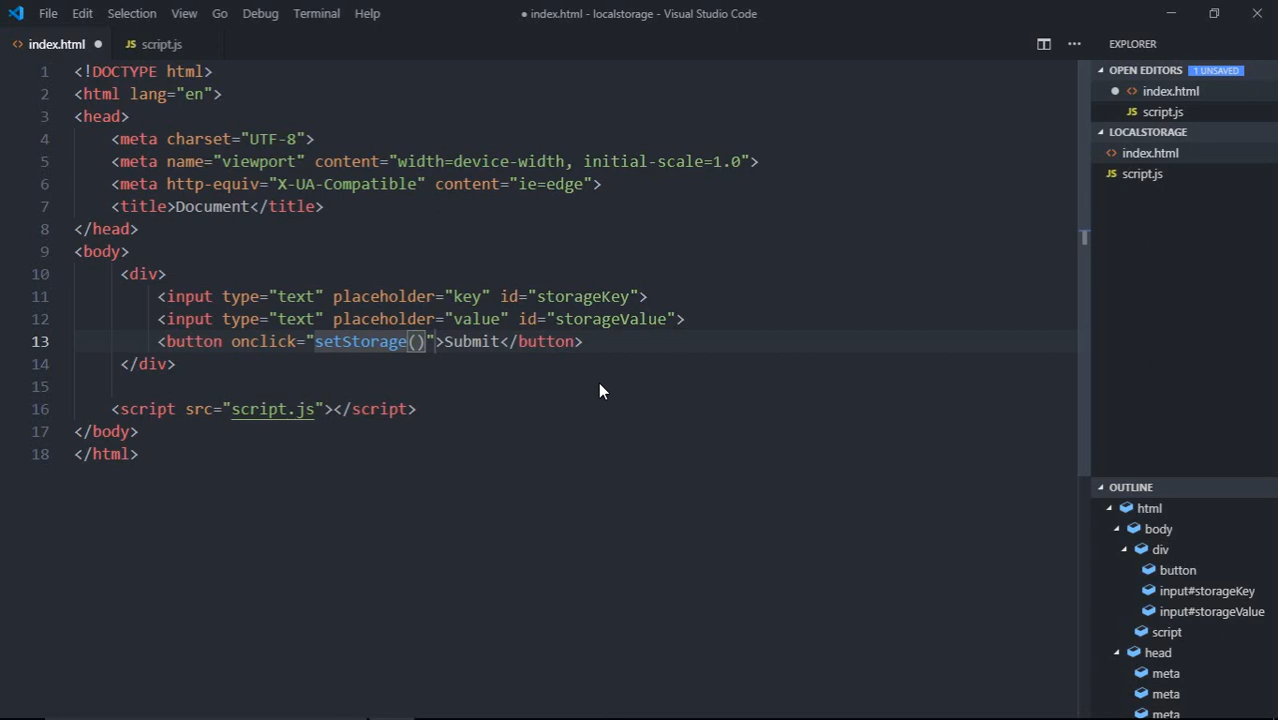 File Edit Selection View Go Debug Terminal Help
● index.html - localstorage - Visual Studio Code
<> index.html ●
JS script.js
EXPLORER
1 <!DOCTYPE html>
2 <html lang="en">
3 <head>
4 <meta charset="UTF-8">
5 <meta name="viewport" content="width=device-width, initial-scale=1.0">
6 <meta http-equiv="X-UA-Compatible" content="ie=edge">
7 <title>Document</title>
8 </head>
9 <body>
10 <div>
11 <input type="text" placeholder="key" id="storageKey">
12 <input type="text" placeholder="value" id="storageValue">
13 <button onclick="setStorage()">Submit</button>
14 </div>
15
16 <script src="script.js"></script>
17 </body>
18 </html>
OPEN EDITORS 1 UNSAVED
● <> index.html
JS script.js
LOCALSTORAGE
<> index.html
JS script.js
OUTLINE
html
body
div
button
input#storageKey
input#storageValue
script
head
meta
meta
meta